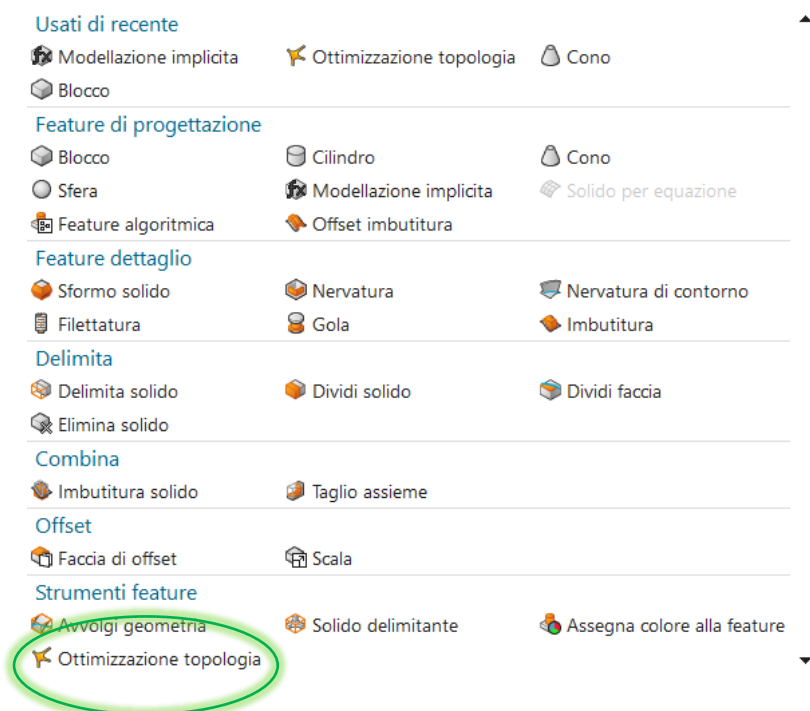 Usati di recente
Modellazione implicita Ottimizzazione topologia Cono
Blocco
Feature di progettazione
Blocco Cilindro Cono
Sfera Modellazione implicita Solido per equazione
Feature algoritmica Offset imbutitura
Feature dettaglio
Sformo solido Nervatura Nervatura di contorno
Filettatura Gola Imbutitura
Delimita
Delimita solido Dividi solido Dividi faccia
Elimina solido
Combina
Imbutitura solido Taglio assieme
Offset
Faccia di offset Scala
Strumenti feature
Avvolgi geometria Solido delimitante Assegna colore alla feature
Ottimizzazione topologia